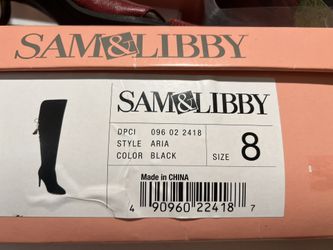 SAM&LIBBY
SAM&LIBBY
DPCI 096 02 2418
STYLE ARIA
COLOR BLACK
SIZE 8
Made in CHINA
4 90960 22418 7